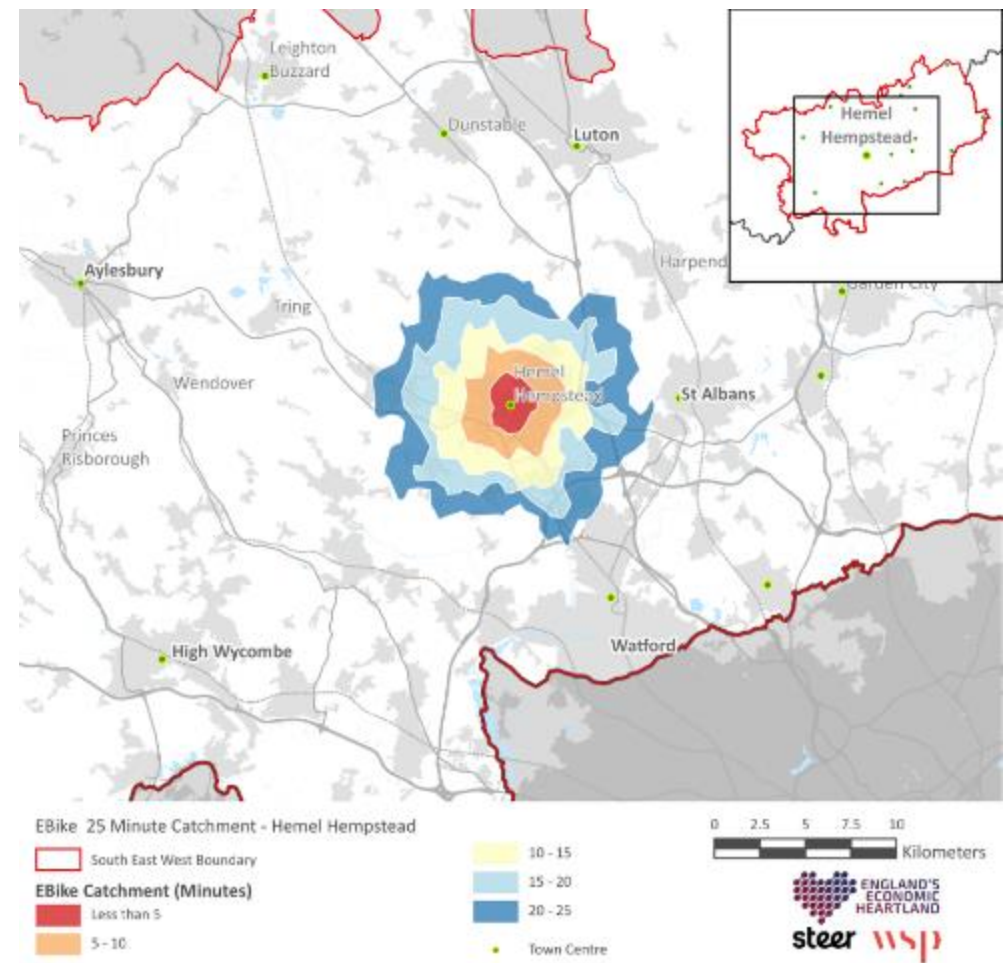 Leighton
Buzzard
Dunstable
Luton
Hemel
Hempstead
Aylesbury
Harpend
Garden City
Tring
Hemel
Hempstead
Wendover
St Albans
Princes
Risborough
High Wycombe
Watford
EBike 25 Minute Catchment - Hemel Hempstead
South East West Boundary
EBike Catchment (Minutes)
Less than 5
5 - 10
10 - 15
15 - 20
20 - 25
Town Centre
0 2.5 5 7.5 10
Kilometers
ENGLAND'S
ECONOMIC
HEARTLAND
steer wsp